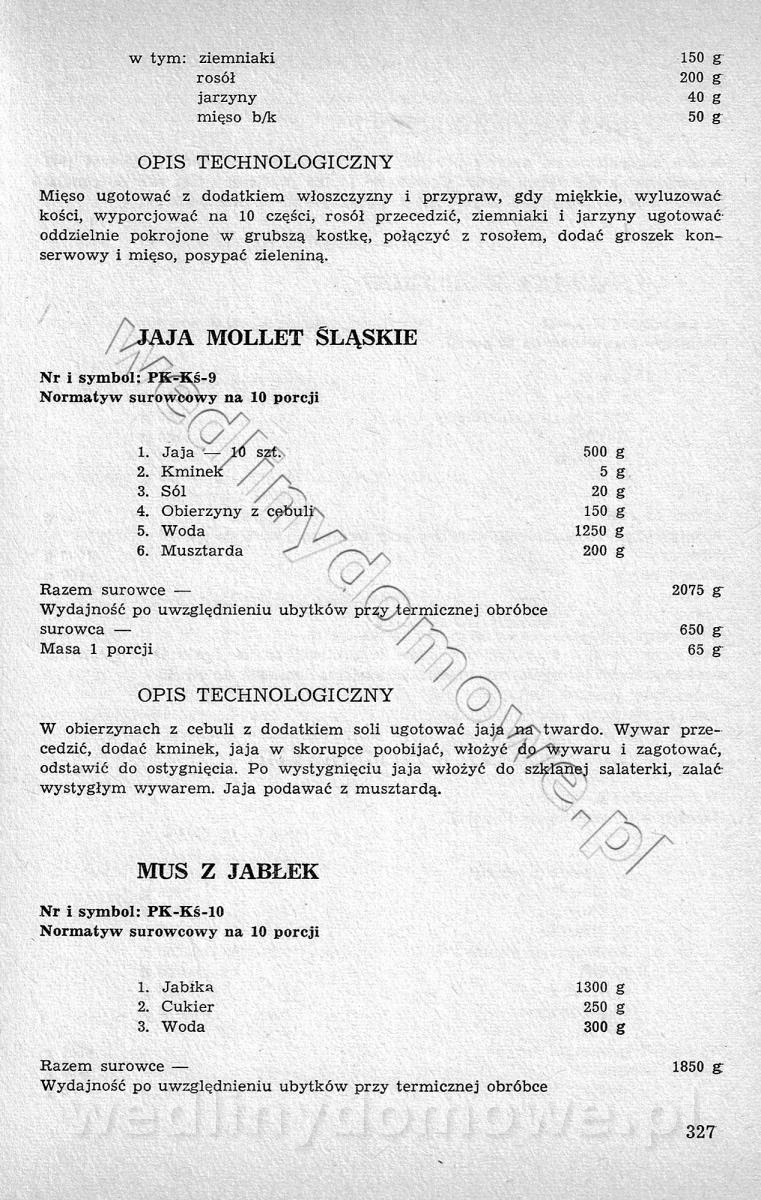 w tym: ziemniaki 150 g
rosół 200 g
jarzyny 40 g
mięso b/k 50 g
OPIS TECHNOLOGICZNY
Mięso ugotować z dodatkiem włoszczyzny i przypraw, gdy miękkie, wyluzować
kości, wyporcjować na 10 części, rosół przecedzić, ziemniaki i jarzyny ugotować
oddzielnie pokrojone w grubszą kostkę, połączyć z rosołem, dodać groszek kon-
serwowy i mięso, posypać zieleniną.
JAJA MOLLET ŚLĄSKIE
Nr i symbol: PK-Kś-9
Normatyw surowcowy na 10 porcji
1. Jaja — 10 szt. 500 g
2. Kminek 5 g
3. Sól 20 g
4. Obierzyny z cebuli 150 g
5. Woda 1250 g
6. Musztarda 200 g
Razem surowce — 2075 g
Wydajność po uwzględnieniu ubytków przy termicznej obróbce
surowca — 650 g
Masa 1 porcji 65 g
OPIS TECHNOLOGICZNY
W obierzynach z cebuli z dodatkiem soli ugotować jaja na twardo. Wywar prze-
cedzić, dodać kminek, jaja w skorupce poobijać, włożyć do wywaru i zagotować,
odstawić do ostygnięcia. Po wystygnięciu jaja włożyć do szklanej salaterki, zalać
wystygłym wywarem. Jaja podawać z musztardą.
MUS Z JABŁEK
Nr i symbol: PK-Kś-10
Normatyw surowcowy na 10 porcji
1. Jabłka 1300 g
2. Cukier 250 g
3. Woda 300 g
Razem surowce — 1850 g
Wydajność po uwzględnieniu ubytków przy termicznej obróbce
327
wedlinydomowe.pl
wedlinydomowe.pl